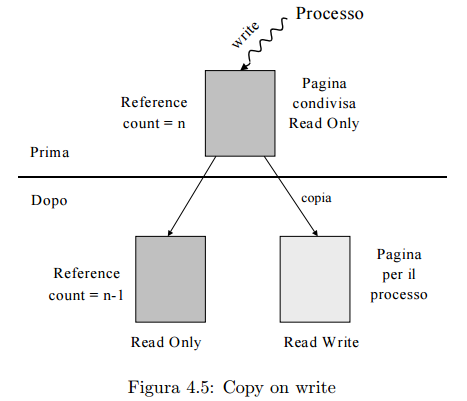 Processo
write
Pagina
condivisa
Read Only
Reference
count = n
Prima
Dopo
copia
Reference
count = n-1
Pagina
per il
processo
Read Only
Read Write
Figura 4.5: Copy on write